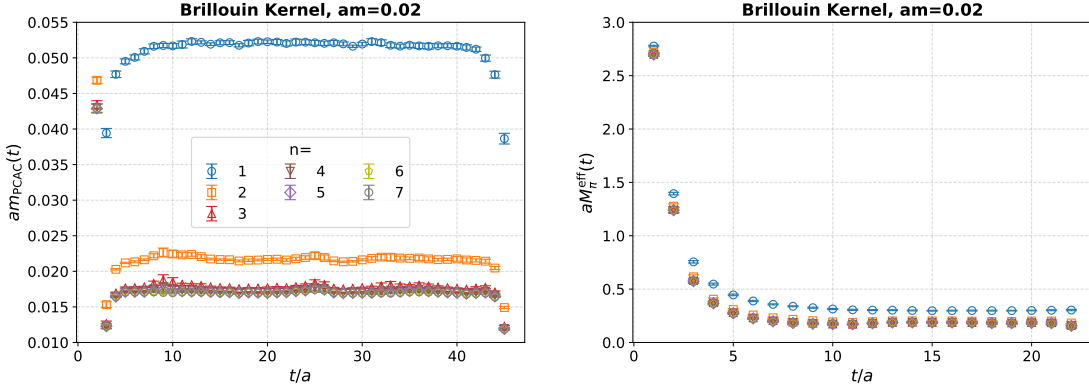 Brillouin Kernel, am=0.02
am_PCAC(t)
0.055
0.050
0.045
0.040
0.035
0.030
0.025
0.020
0.015
0.010
n=
1 4 6
2 5 7
3
0 10 20 30 40
t/a
Brillouin Kernel, am=0.02
aM_π^eff(t)
3.0
2.5
2.0
1.5
1.0
0.5
0.0
0 5 10 15 20
t/a